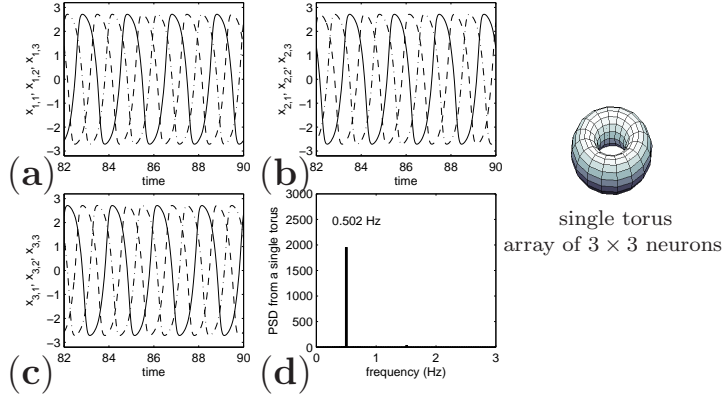 x1,1, x1,2, x1,3
3
2
1
0
−1
−2
−3
82 84 86 88 90
time
(a)
x2,1, x2,2, x2,3
3
2
1
0
−1
−2
−3
82 84 86 88 90
time
(b)
x3,1, x3,2, x3,3
3
2
1
0
−1
−2
−3
82 84 86 88 90
time
(c)
PSD from a single torus
3000
2500
2000
1500
1000
500
0
0.502 Hz
0 1 2 3
frequency (Hz)
(d)
single torus
array of 3 × 3 neurons